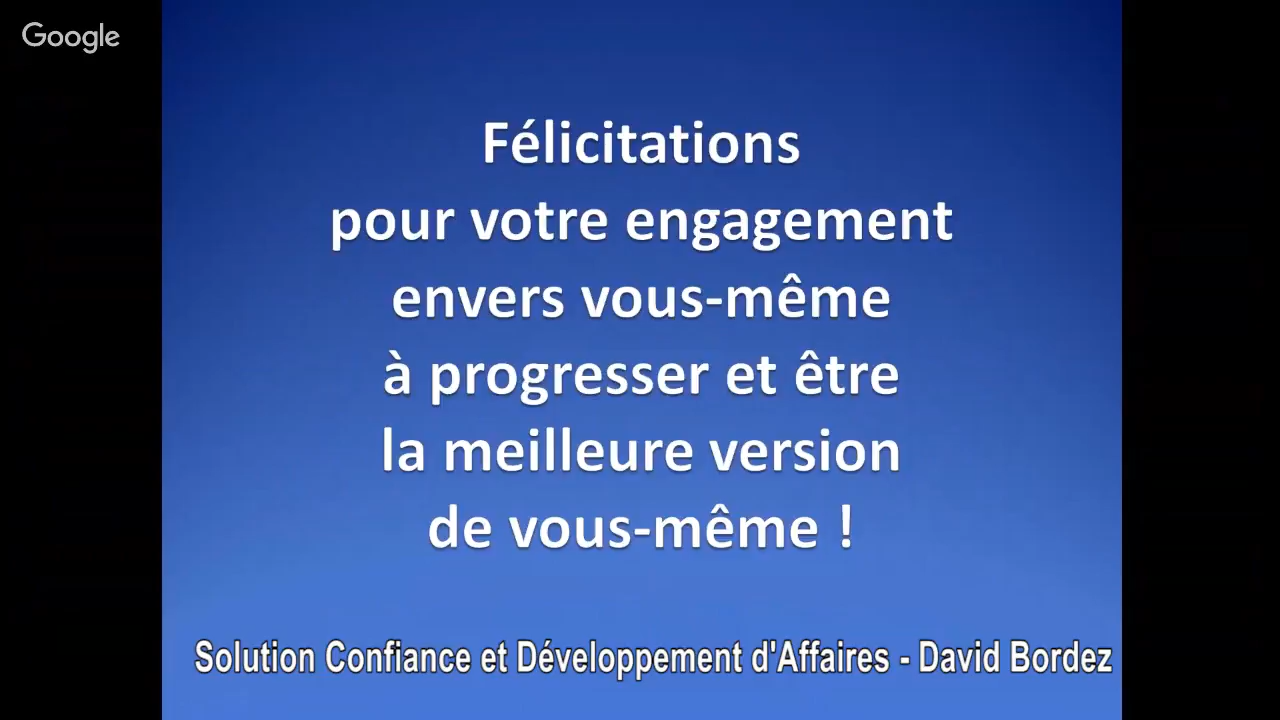 Google
Félicitations
pour votre engagement
envers vous-même
à progresser et être
la meilleure version
de vous-même !
Solution Confiance et Développement d'Affaires - David Bordez